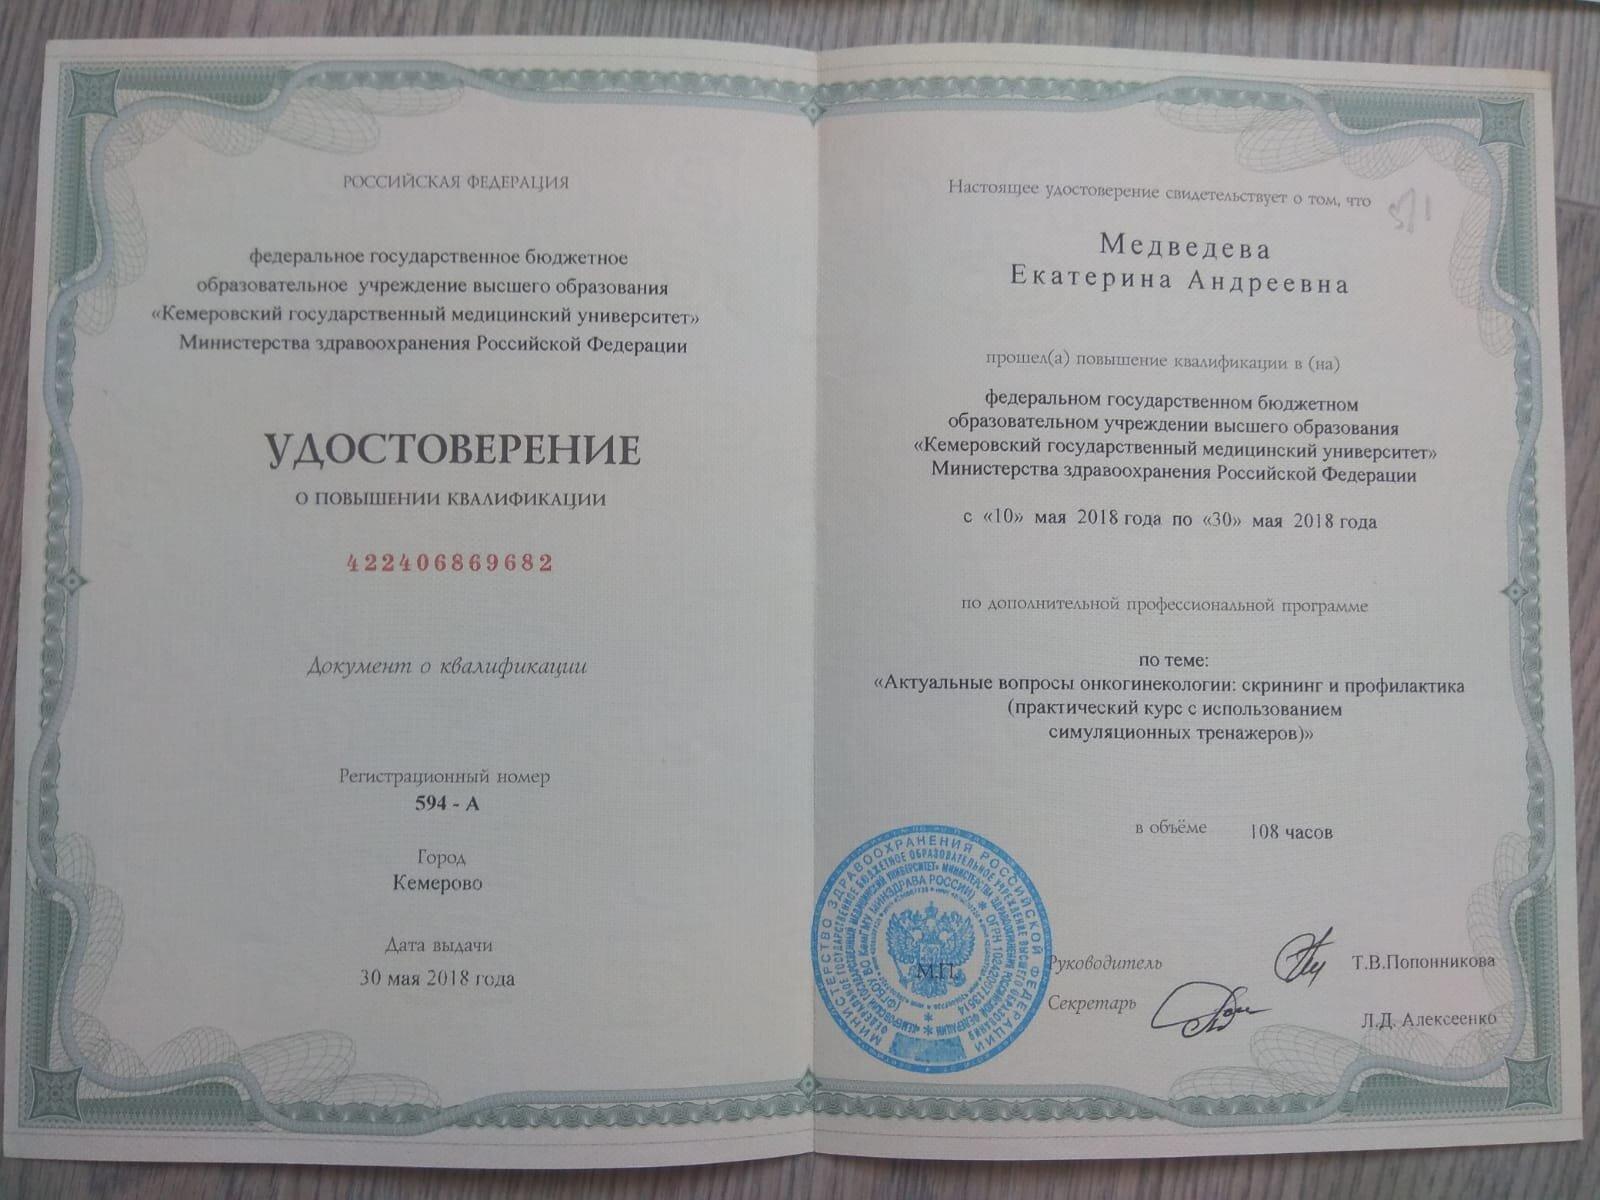 РОССИЙСКАЯ ФЕДЕРАЦИЯ
федеральное государственное бюджетное
образовательное учреждение высшего образования
«Кемеровский государственный медицинский университет»
Министерства здравоохранения Российской Федерации
УДОСТОВЕРЕНИЕ
О ПОВЫШЕНИИ КВАЛИФИКАЦИИ
422406869682
Документ о квалификации
Регистрационный номер
594 - А
Город
Кемерово
Дата выдачи
30 мая 2018 года
Настоящее удостоверение свидетельствует о том, что
Медведева
Екатерина Андреевна
прошел(а) повышение квалификации в (на)
федеральном государственном бюджетном
образовательном учреждении высшего образования
«Кемеровский государственный медицинский университет»
Министерства здравоохранения Российской Федерации
с «10» мая 2018 года по «30» мая 2018 года
по дополнительной профессиональной программе
по теме:
«Актуальные вопросы онкогинекологии: скрининг и профилактика
(практический курс с использованием
симуляционных тренажеров)»
в объёме 108 часов
МИНИСТЕРСТВО ЗДРАВООХРАНЕНИЯ РОССИЙСКОЙ ФЕДЕРАЦИИ
М.П.
Руководитель Т.В.Попонникова
Секретарь Л.Д. Алексеенко